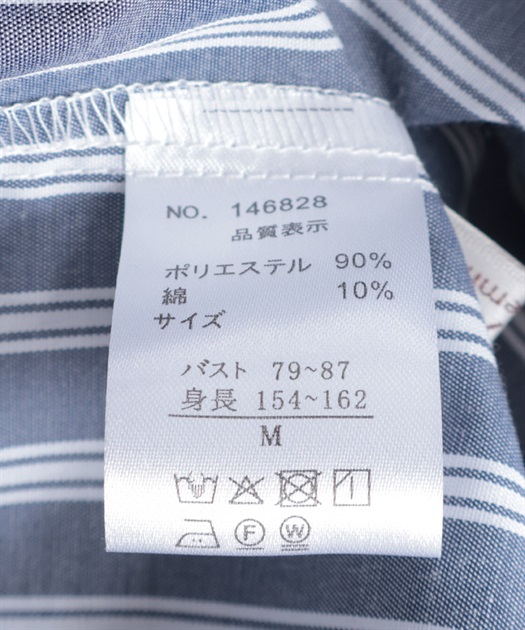 NO. 146828
品質表示
ポリエステル 90%
綿 10%
サイズ
バスト 79~87
身長 154~162
M
F W